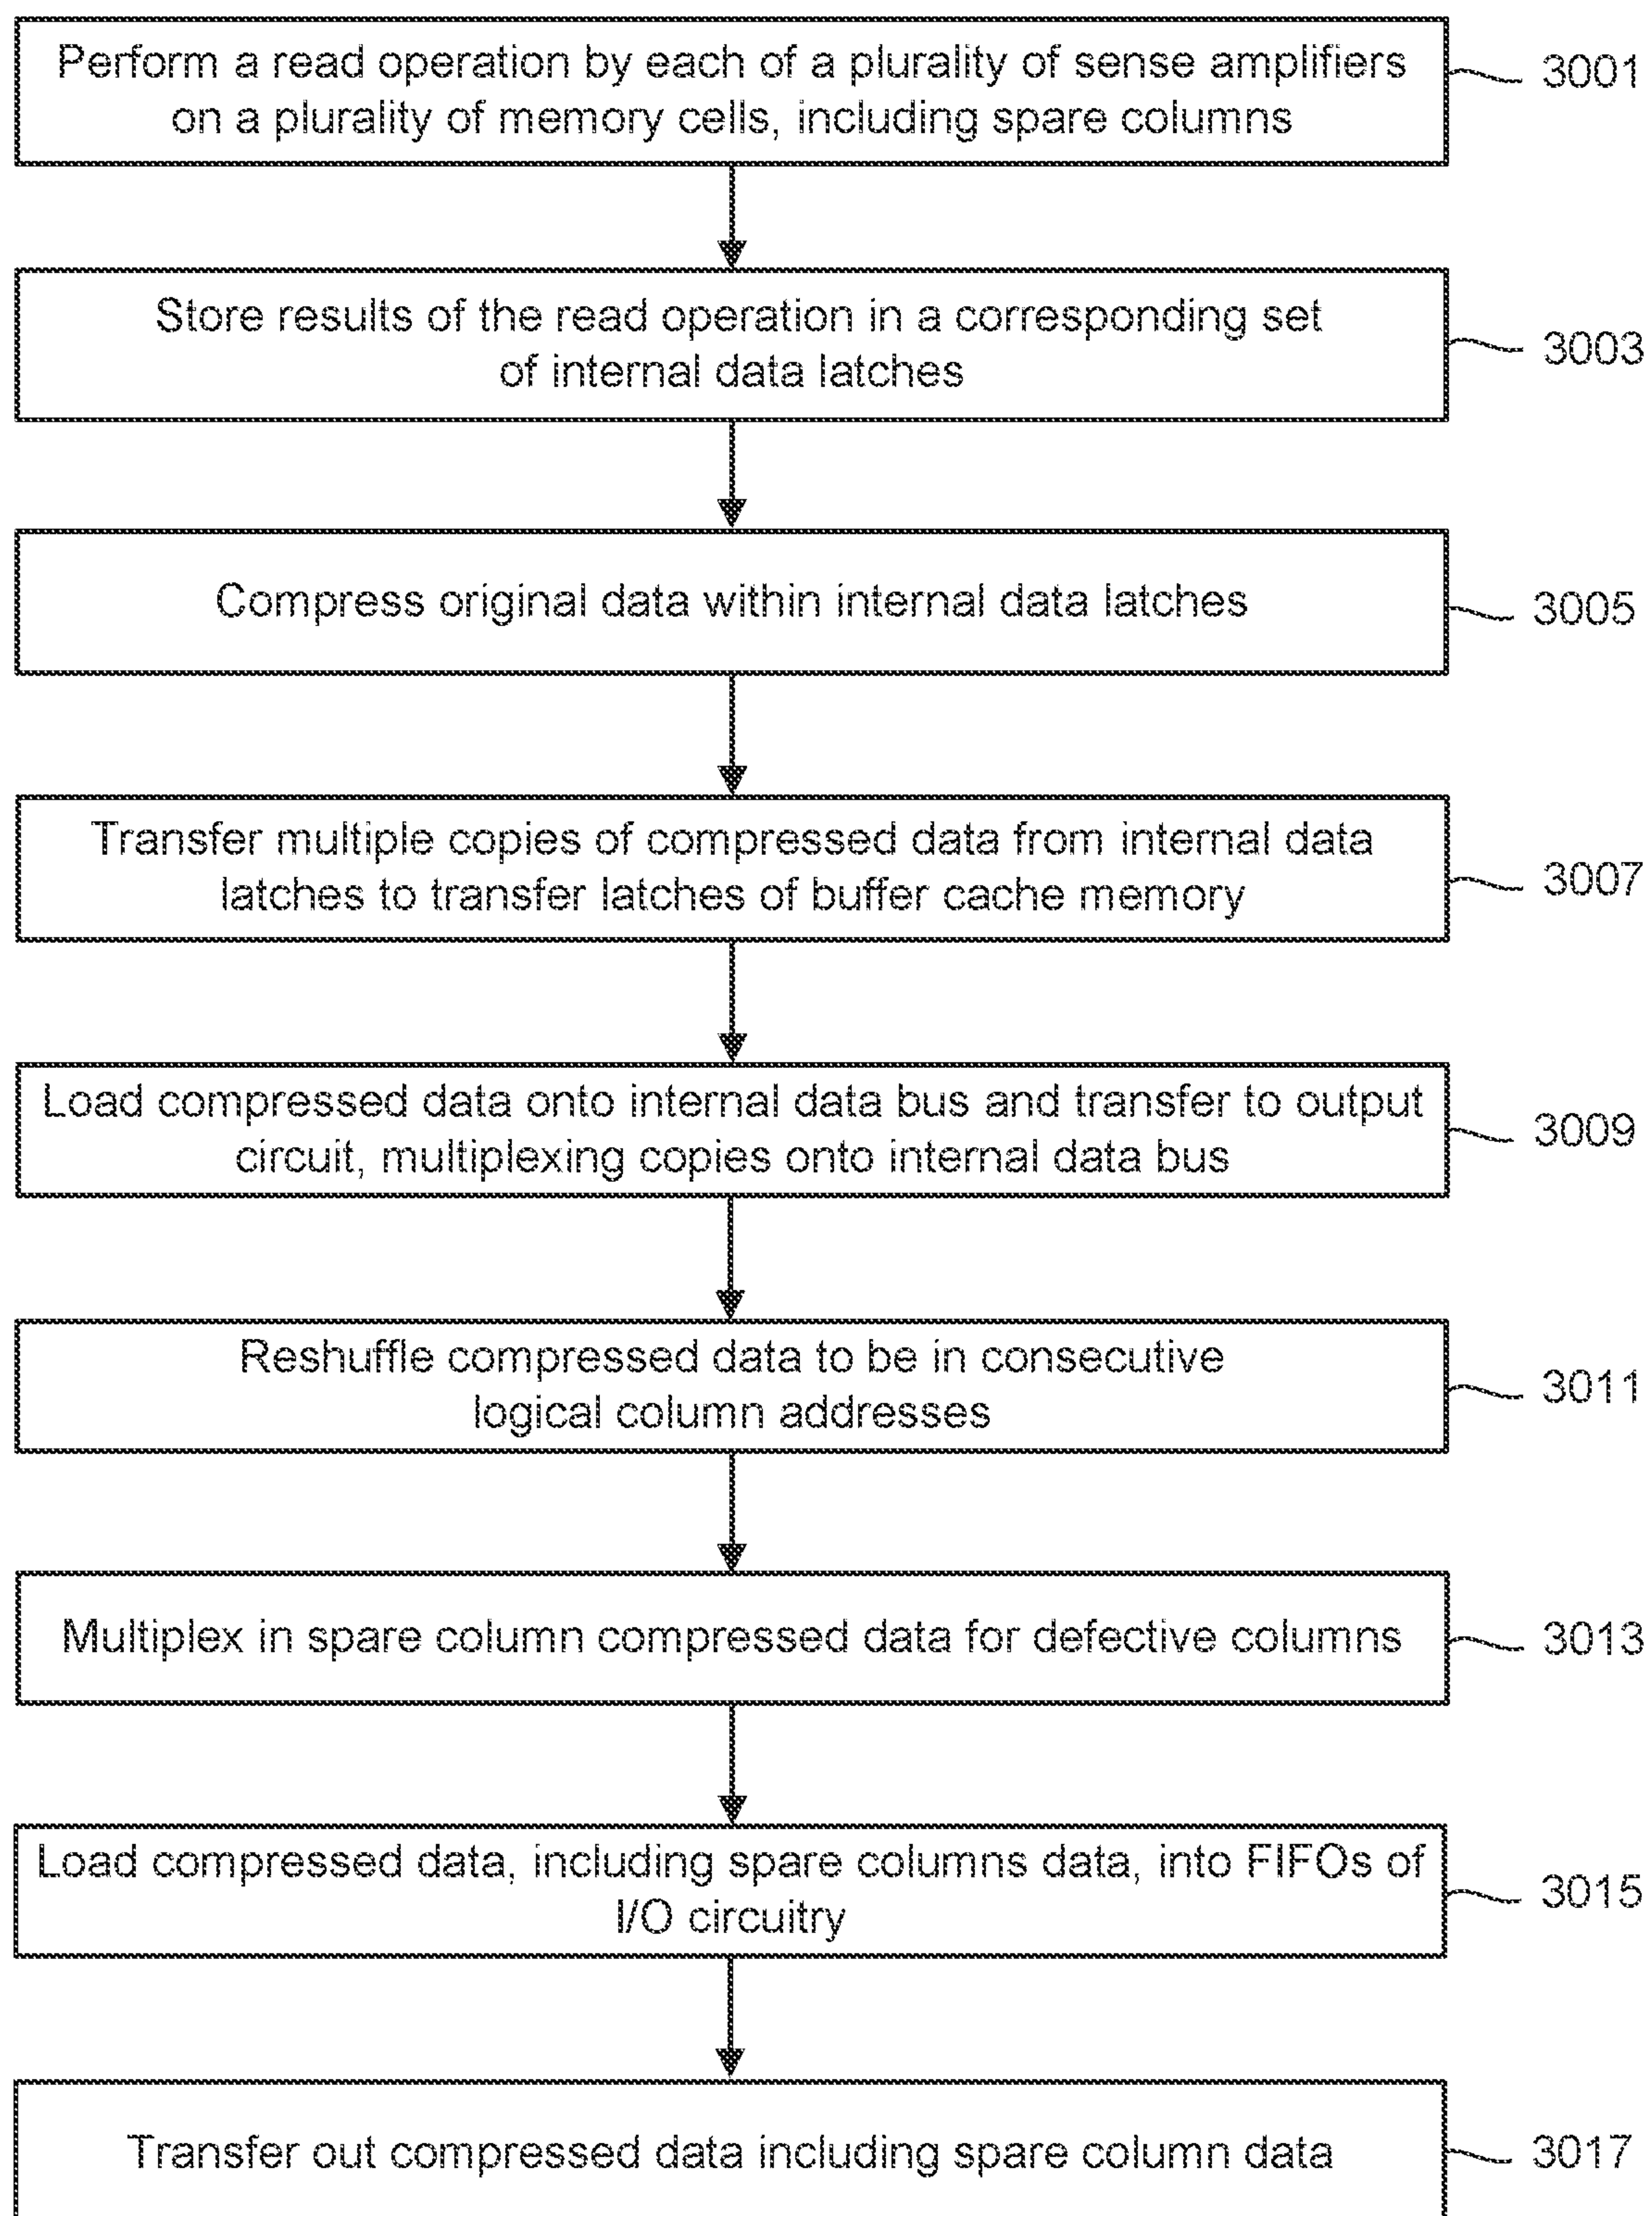 Perform a read operation by each of a plurality of sense amplifiers
on a plurality of memory cells, including spare columns
3001
Store results of the read operation in a corresponding set
of internal data latches
3003
Compress original data within internal data latches
3005
Transfer multiple copies of compressed data from internal data
latches to transfer latches of buffer cache memory
3007
Load compressed data onto internal data bus and transfer to output
circuit, multiplexing copies onto internal data bus
3009
Reshuffle compressed data to be in consecutive
logical column addresses
3011
Multiplex in spare column compressed data for defective columns
3013
Load compressed data, including spare columns data, into FIFOs of
I/O circuitry
3015
Transfer out compressed data including spare column data
3017